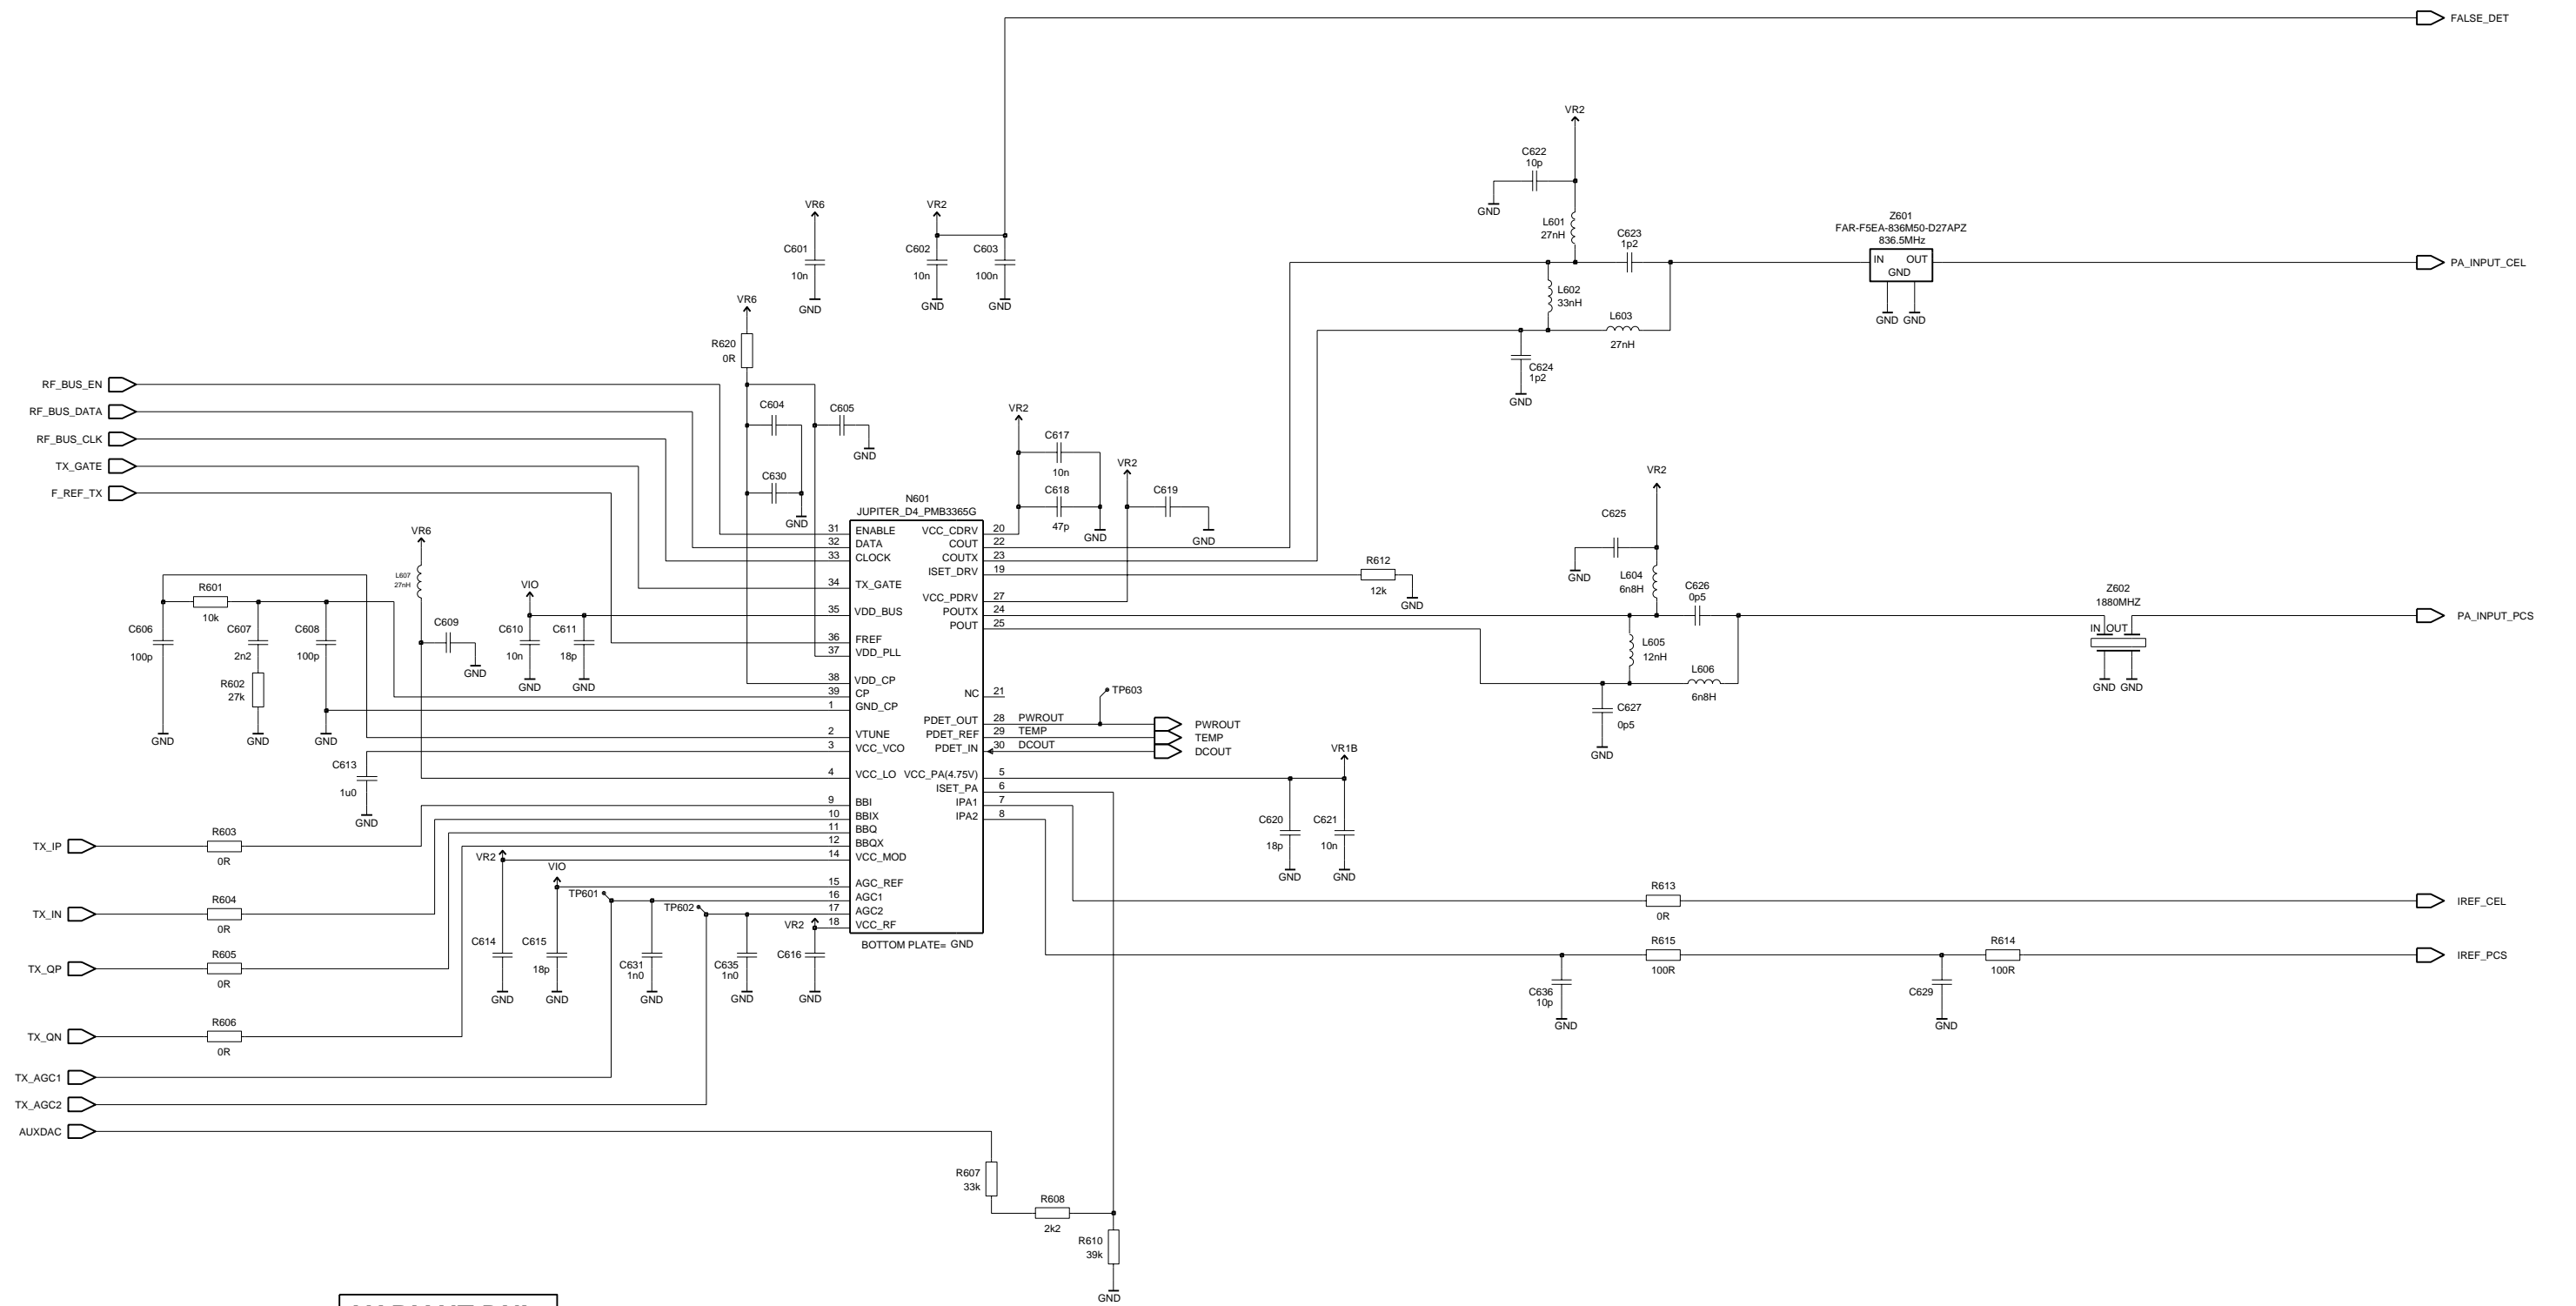 FALSE_DET
VR2
C622
10p
GND
L601
27nH
C623
1p2
Z601
FAR-F5EA-836M50-D27APZ
836.5MHz
IN OUT
GND
GND GND
PA_INPUT_CEL
L602
33nH
L603
27nH
C624
1p2
GND
VR6
C601
10n
GND
VR2
C602
10n
GND
C603
100n
GND
VR6
R620
0R
RF_BUS_EN
RF_BUS_DATA
RF_BUS_CLK
TX_GATE
F_REF_TX
C604
C605
GND
C630
GND
VR2
C617
10n
C618
47p
GND
VR2
C619
GND
N601
JUPITER_D4_PMB3365G
31 ENABLE
32 DATA
33 CLOCK
34 TX_GATE
35 VDD_BUS
36 FREF
37 VDD_PLL
38 VDD_CP
39 CP
1 GND_CP
2 VTUNE
3 VCC_VCO
4 VCC_LO
9 BBI
10 BBIX
11 BBQ
12 BBQX
14 VCC_MOD
15 AGC_REF
16 AGC1
17 AGC2
18 VCC_RF
VCC_CDRV 20
COUT 22
COUTX 23
ISET_DRV 19
VCC_PDRV 27
POUTX 24
POUT 25
NC 21
PDET_OUT 28 PWROUT
PDET_REF 29 TEMP
PDET_IN 30 DCOUT
VCC_PA(4.75V) 5
ISET_PA 6
IPA1 7
IPA2 8
BOTTOM PLATE= GND
R612
12k
GND
VR2
C625
GND
L604
6n8H
C626
0p5
L605
12nH
L606
6n8H
C627
0p5
GND
Z602
1880MHZ
IN OUT
GND GND
PA_INPUT_PCS
TP603
PWROUT
TEMP
DCOUT
VR6
L607
27nH
C609
GND
VIO
C610
10n
GND
C611
18p
GND
R601
10k
C606
100p
GND
C607
2n2
R602
27k
GND
C608
100p
GND
C613
1u0
GND
VR1B
C620
18p
GND
C621
10n
GND
TX_IP
R603
0R
TX_IN
R604
0R
TX_QP
R605
0R
TX_QN
R606
0R
TX_AGC1
TX_AGC2
AUXDAC
VR2
VIO
TP601
TP602
VR2
C614
GND
C615
18p
GND
C631
1n0
GND
C635
1n0
GND
C616
GND
R613
0R
IREF_CEL
R615
100R
R614
100R
IREF_PCS
C636
10p
GND
C629
GND
R607
33k
R608
2k2
R610
39k
GND